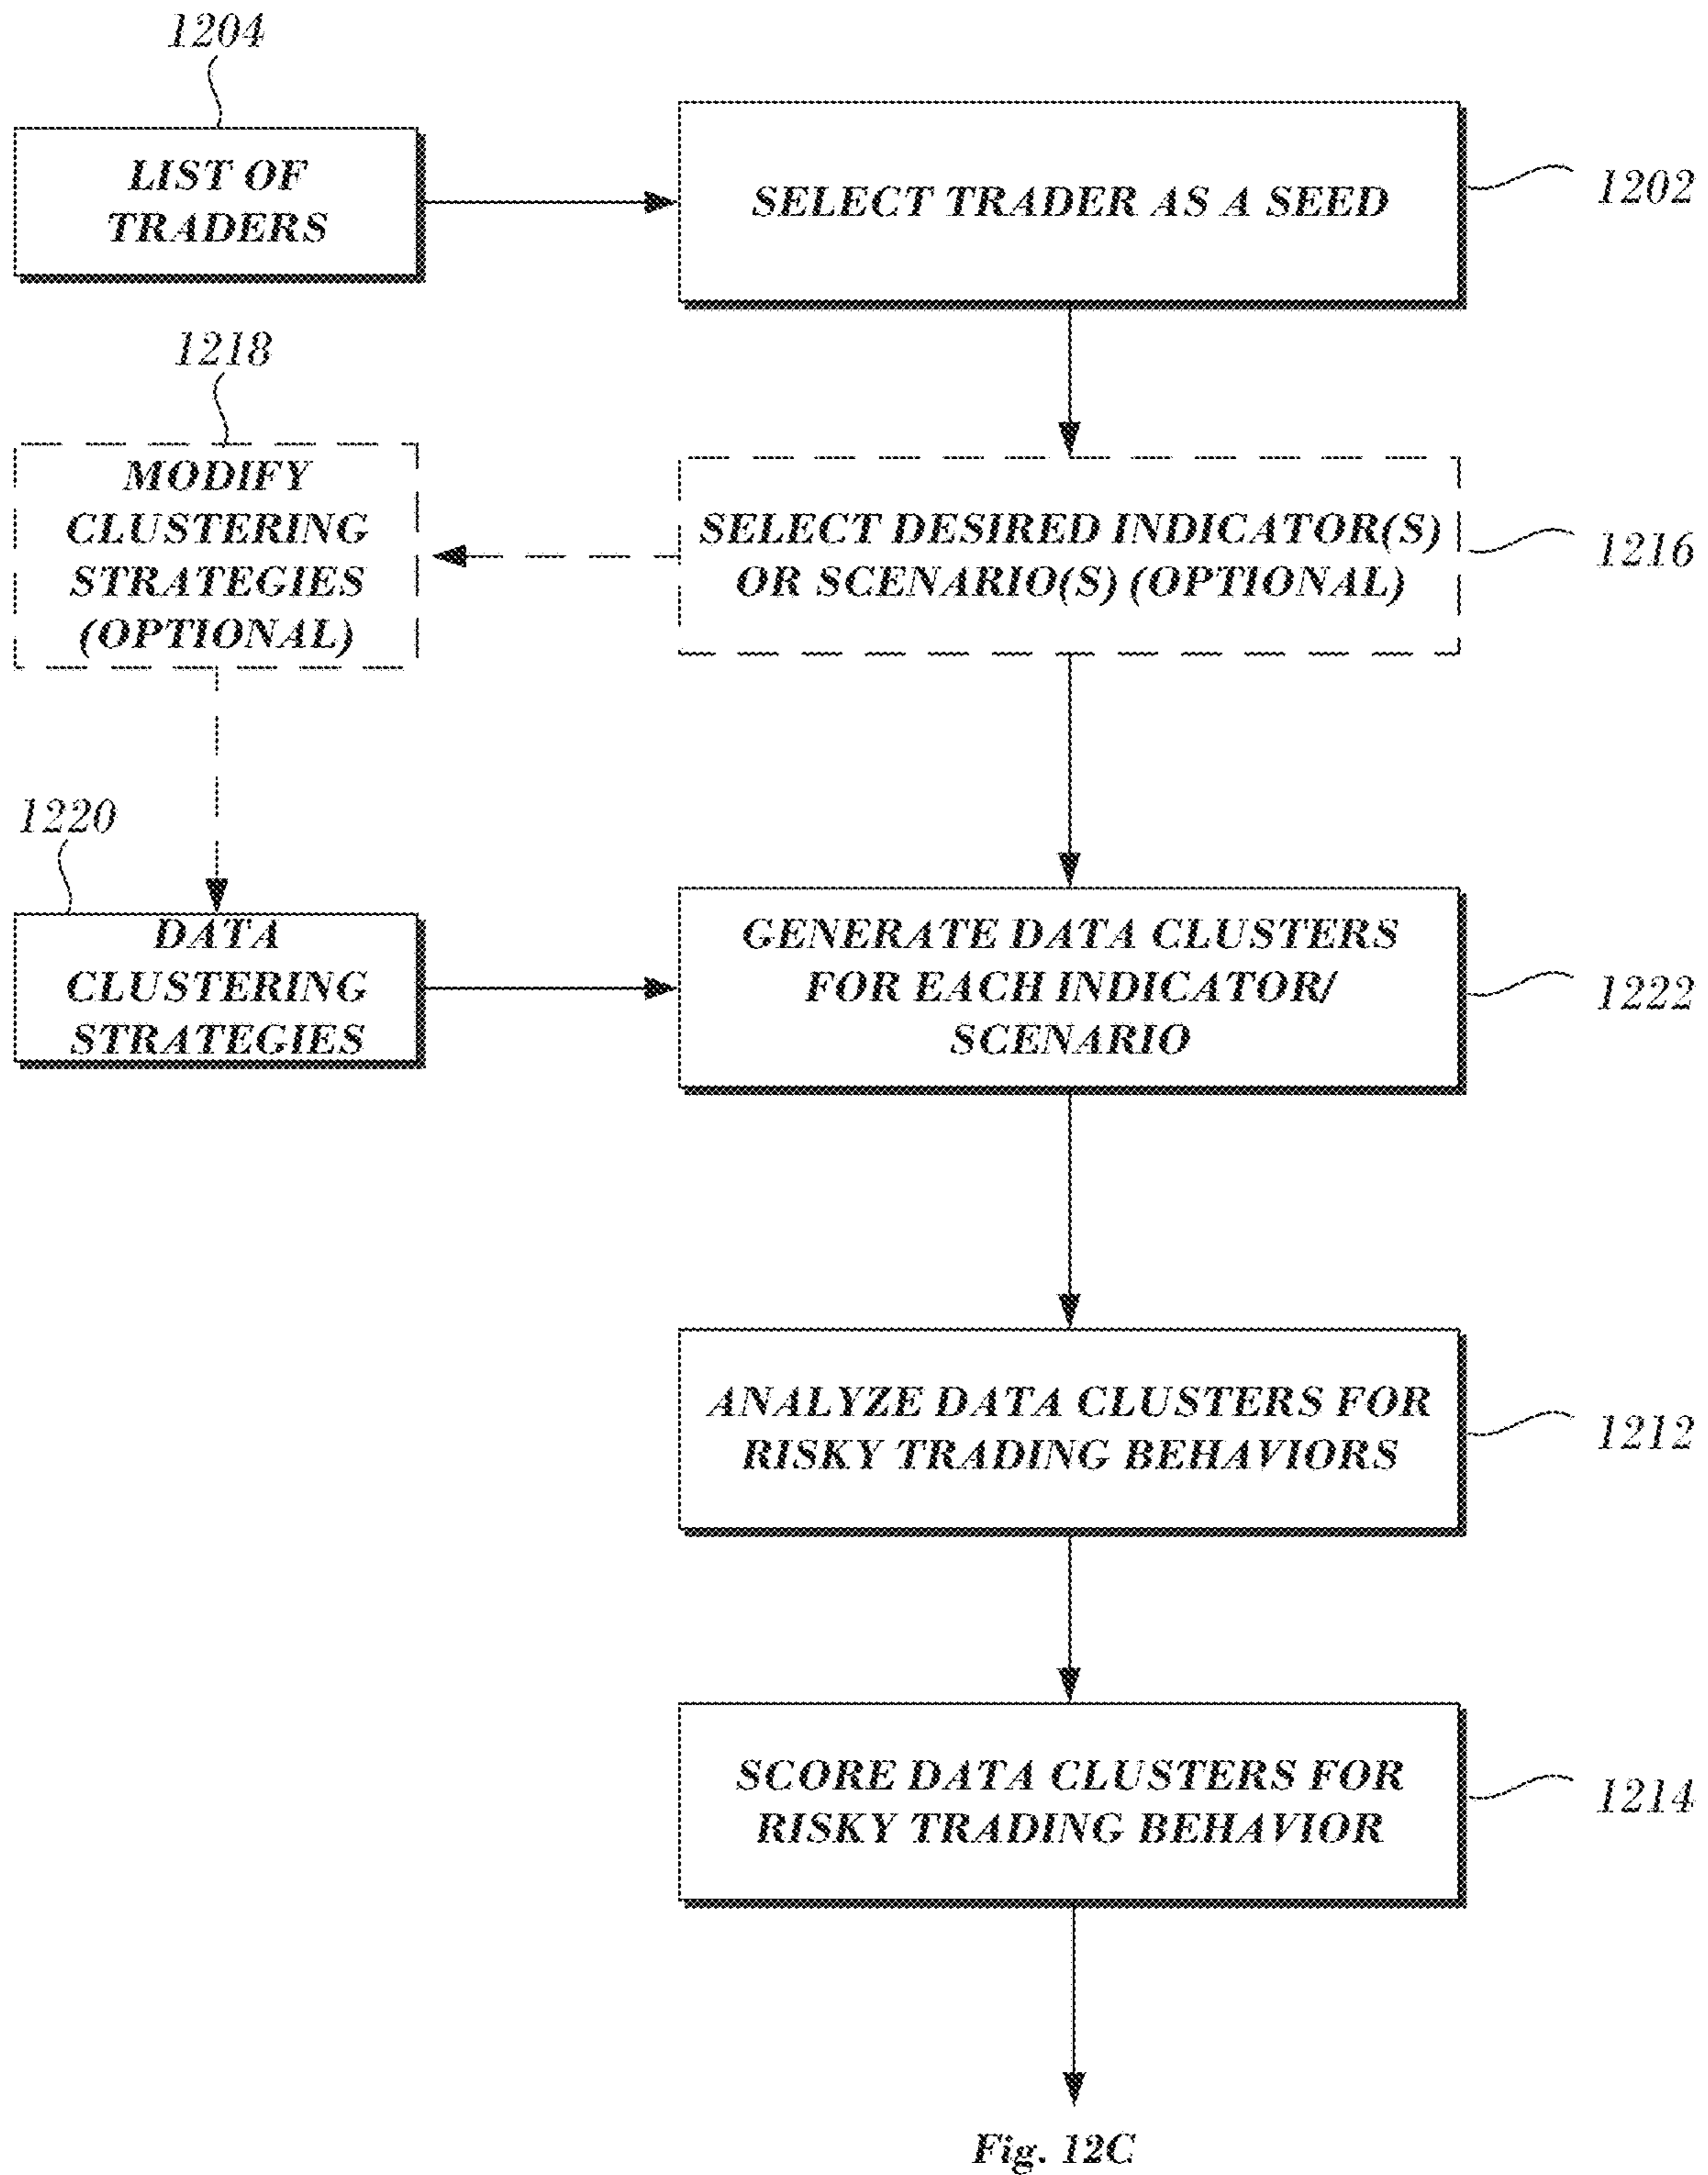 1204
LIST OF
TRADERS
SELECT TRADER AS A SEED
1202
1218
MODIFY
CLUSTERING
STRATEGIES
(OPTIONAL)
SELECT DESIRED INDICATOR(S)
OR SCENARIO(S) (OPTIONAL)
1216
1220
DATA
CLUSTERING
STRATEGIES
GENERATE DATA CLUSTERS
FOR EACH INDICATOR/
SCENARIO
1222
ANALYZE DATA CLUSTERS FOR
RISKY TRADING BEHAVIORS
1212
SCORE DATA CLUSTERS FOR
RISKY TRADING BEHAVIOR
1214
Fig. 12C